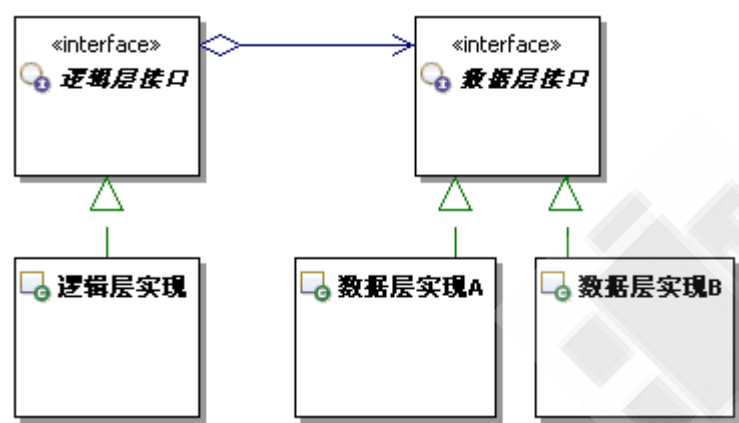 «interface»
逻辑层接口
«interface»
数据层接口
逻辑层实现
数据层实现A
数据层实现B